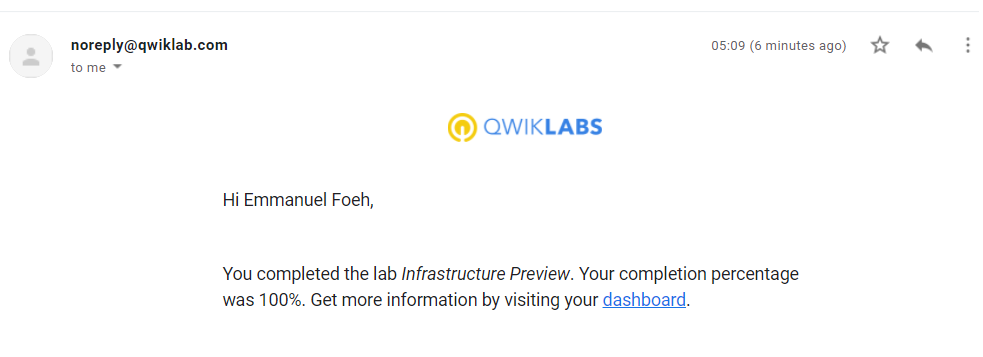 noreply@qwiklab.com
05:09 (6 minutes ago)
to me
QWIKLABS
Hi Emmanuel Foeh,
You completed the lab Infrastructure Preview. Your completion percentage
was 100%. Get more information by visiting your dashboard.